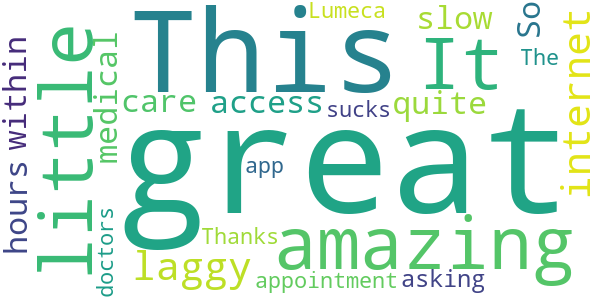 Lumeca
slow
So
This
It
The
little
medical
care
access
sucks
quite
internet
within
hours
great
app
doctors
Thanks
amazing
laggy
appointment
asking